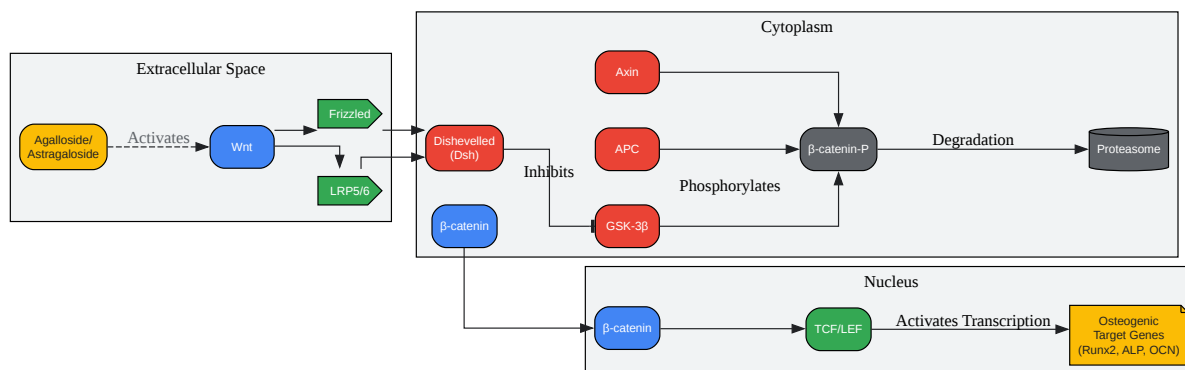 Cytoplasm
Extracellular Space
Axin
Frizzled
Agalloside/
Astragaloside
Activates
Wnt
Dishevelled
(Dsh)
APC
β-catenin-P
Degradation
Proteasome
Inhibits
LRP5/6
Phosphorylates
β-catenin
GSK-3β
Nucleus
β-catenin
TCF/LEF
Activates Transcription
Osteogenic
Target Genes
(Runx2, ALP, OCN)